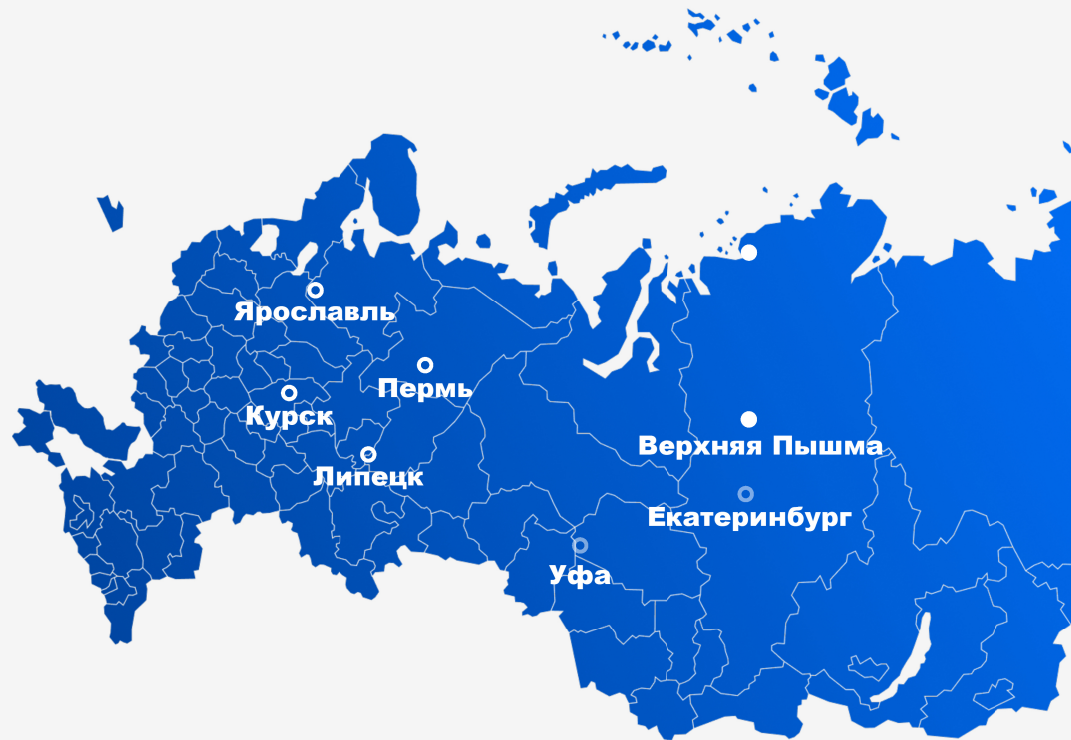 Ярославль
Пермь
Курск
Верхняя Пышма
Липецк
Екатеринбург
Уфа